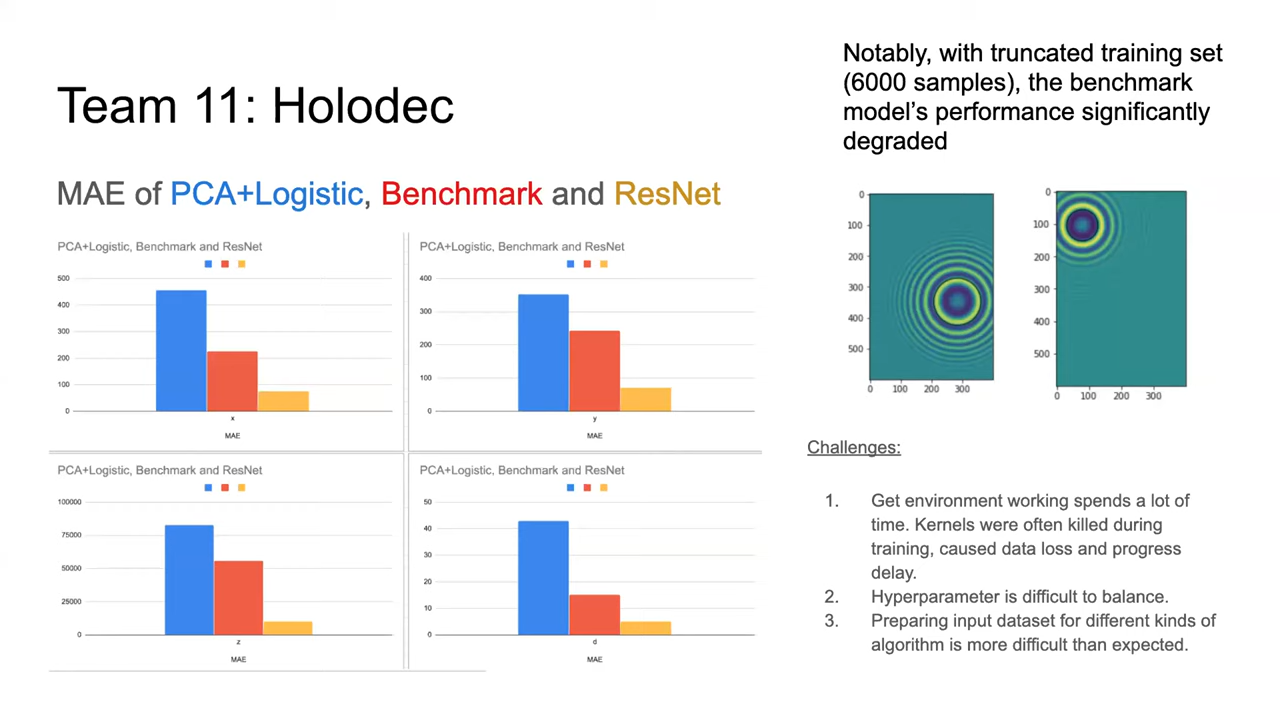 Team 11: Holodec
MAE of PCA+Logistic, Benchmark and ResNet
Notably, with truncated training set
(6000 samples), the benchmark
model's performance significantly
degraded
PCA+Logistic, Benchmark and ResNet
500
400
300
200
100
0
x
MAE
PCA+Logistic, Benchmark and ResNet
400
300
200
100
0
y
MAE
PCA+Logistic, Benchmark and ResNet
100000
75000
50000
25000
0
z
MAE
PCA+Logistic, Benchmark and ResNet
50
40
30
20
10
0
d
MAE
0
100
200
300
400
500
0 100 200 300
0
100
200
300
400
500
0 100 200 300
Challenges:
1. Get environment working spends a lot of
time. Kernels were often killed during
training, caused data loss and progress
delay.
2. Hyperparameter is difficult to balance.
3. Preparing input dataset for different kinds of
algorithm is more difficult than expected.